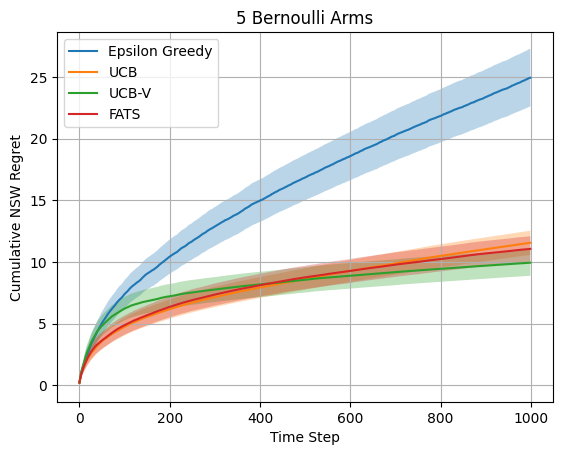 5 Bernoulli Arms
Epsilon Greedy
UCB
UCB-V
FATS
Cumulative NSW Regret
25
20
15
10
5
0
0 200 400 600 800 1000
Time Step